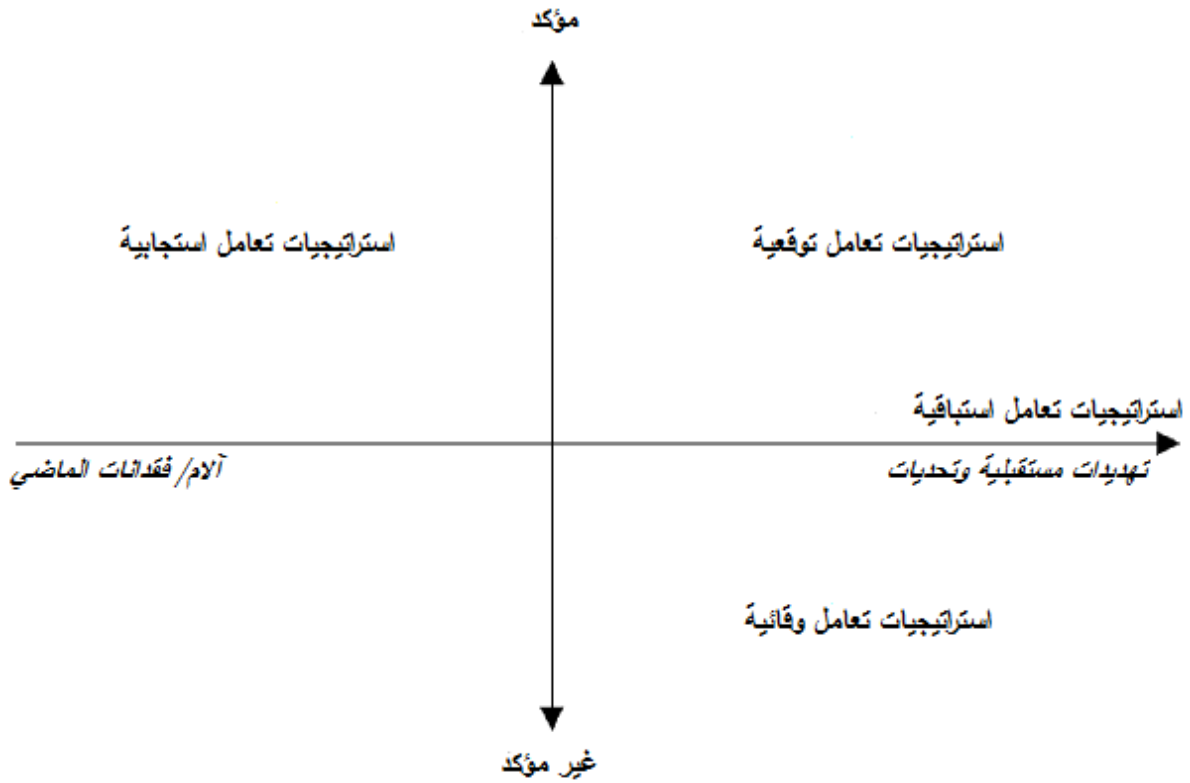 مؤكد
استراتيجيات تعامل توقعية
استراتيجيات تعامل استجابية
استراتيجيات تعامل استباقية
تهديدات مستقبلية وتحديات
آلام/ فقدانات الماضي
استراتيجيات تعامل وقائية
غير مؤكد